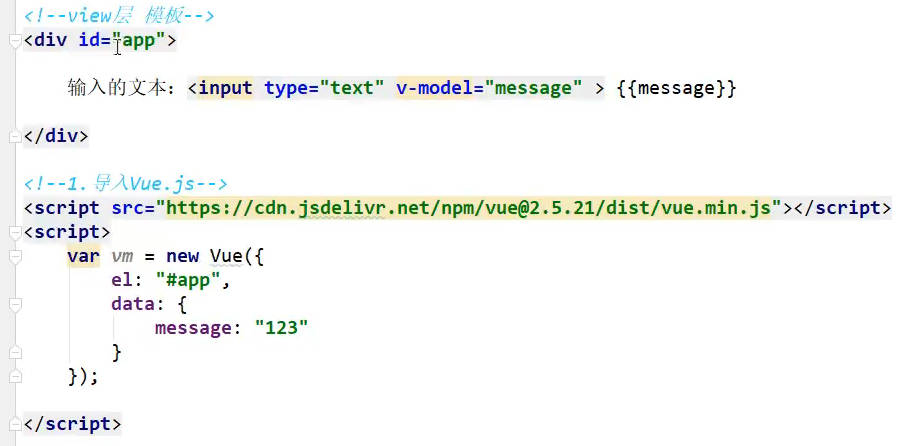 <!--view层 模板-->
<div id="app">
输入的文本：<input type="text" v-model="message" > {{message}}
</div>
<!--1.导入Vue.js-->
<script src="https://cdn.jsdelivr.net/npm/vue@2.5.21/dist/vue.min.js"></script>
<script>
var vm = new Vue({
el: "#app",
data: {
message: "123"
}
});
</script>